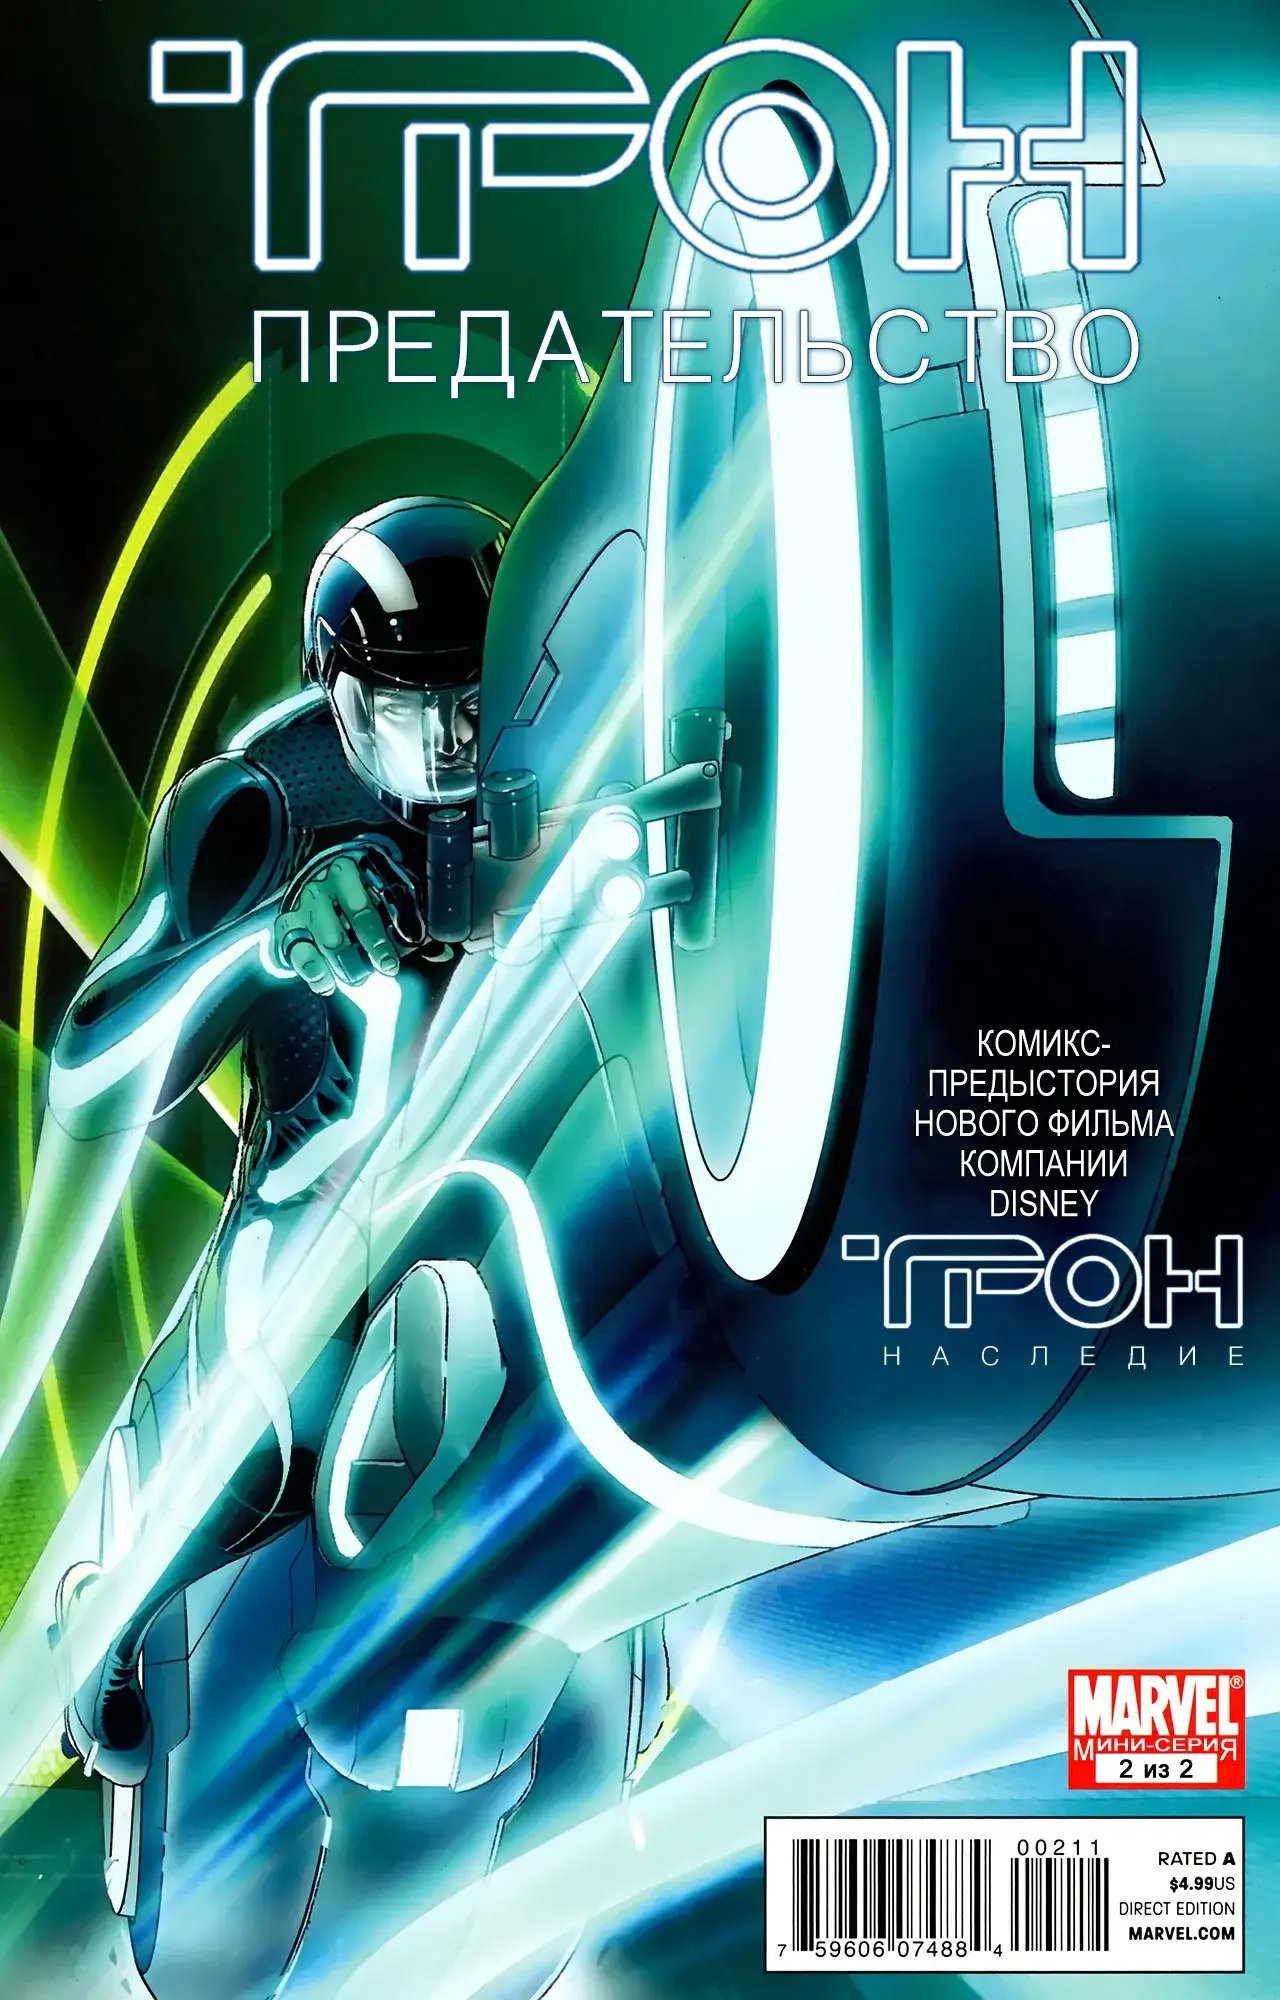 ТРОН
ПРЕДАТЕЛЬСТВО
КОМИКС-
ПРЕДЫСТОРИЯ
НОВОГО ФИЛЬМА
КОМПАНИИ
DISNEY
ТРОН
НАСЛЕДИЕ
MARVEL®
МИНИ-СЕРИЯ
2 из 2
00211
RATED A
$4.99US
DIRECT EDITION
MARVEL.COM
7 59606 07488 4